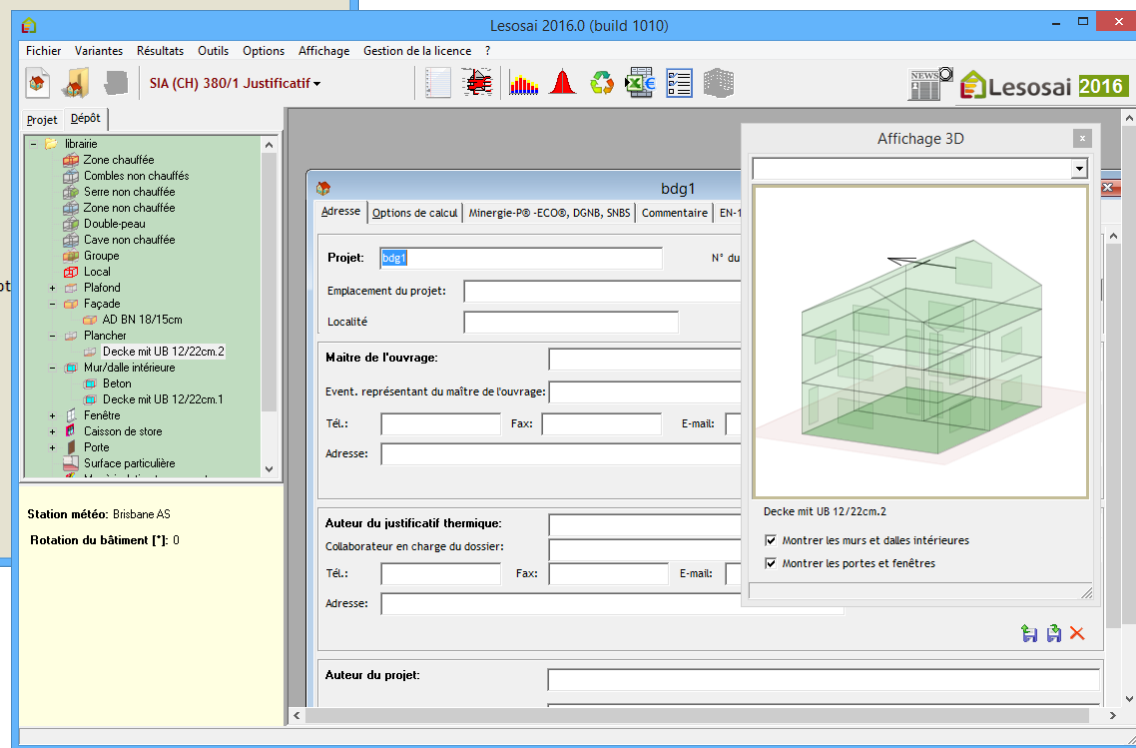 Lesosai 2016.0 (build 1010)
Fichier Variantes Résultats Outils Options Affichage Gestion de la licence ?
SIA (CH) 380/1 Justificatif
NEWS
Lesosai 2016
Projet Dépôt
librairie
Zone chauffée
Combles non chauffés
Serre non chauffée
Zone non chauffée
Double-peau
Cave non chauffée
Groupe
Local
Plafond
Façade
AD BN 18/15cm
Plancher
Decke mit UB 12/22cm.2
Mur/dalle intérieure
Beton
Decke mit UB 12/22cm.1
Fenêtre
Caisson de store
Porte
Surface particulière
Station météo: Brisbane AS
Rotation du bâtiment [°]: 0
bdg1
Adresse Options de calcul Minergie-P® -ECO®, DGNB, SNBS Commentaire EN-1
Projet: bdg1 N° du
Emplacement du projet:
Localité
Maitre de l'ouvrage:
Event. représentant du maître de l'ouvrage:
Tél.: Fax: E-mail:
Adresse:
Auteur du justificatif thermique:
Collaborateur en charge du dossier:
Tél.: Fax: E-mail:
Adresse:
Auteur du projet:
Affichage 3D
Decke mit UB 12/22cm.2
Montrer les murs et dalles intérieures
Montrer les portes et fenêtres